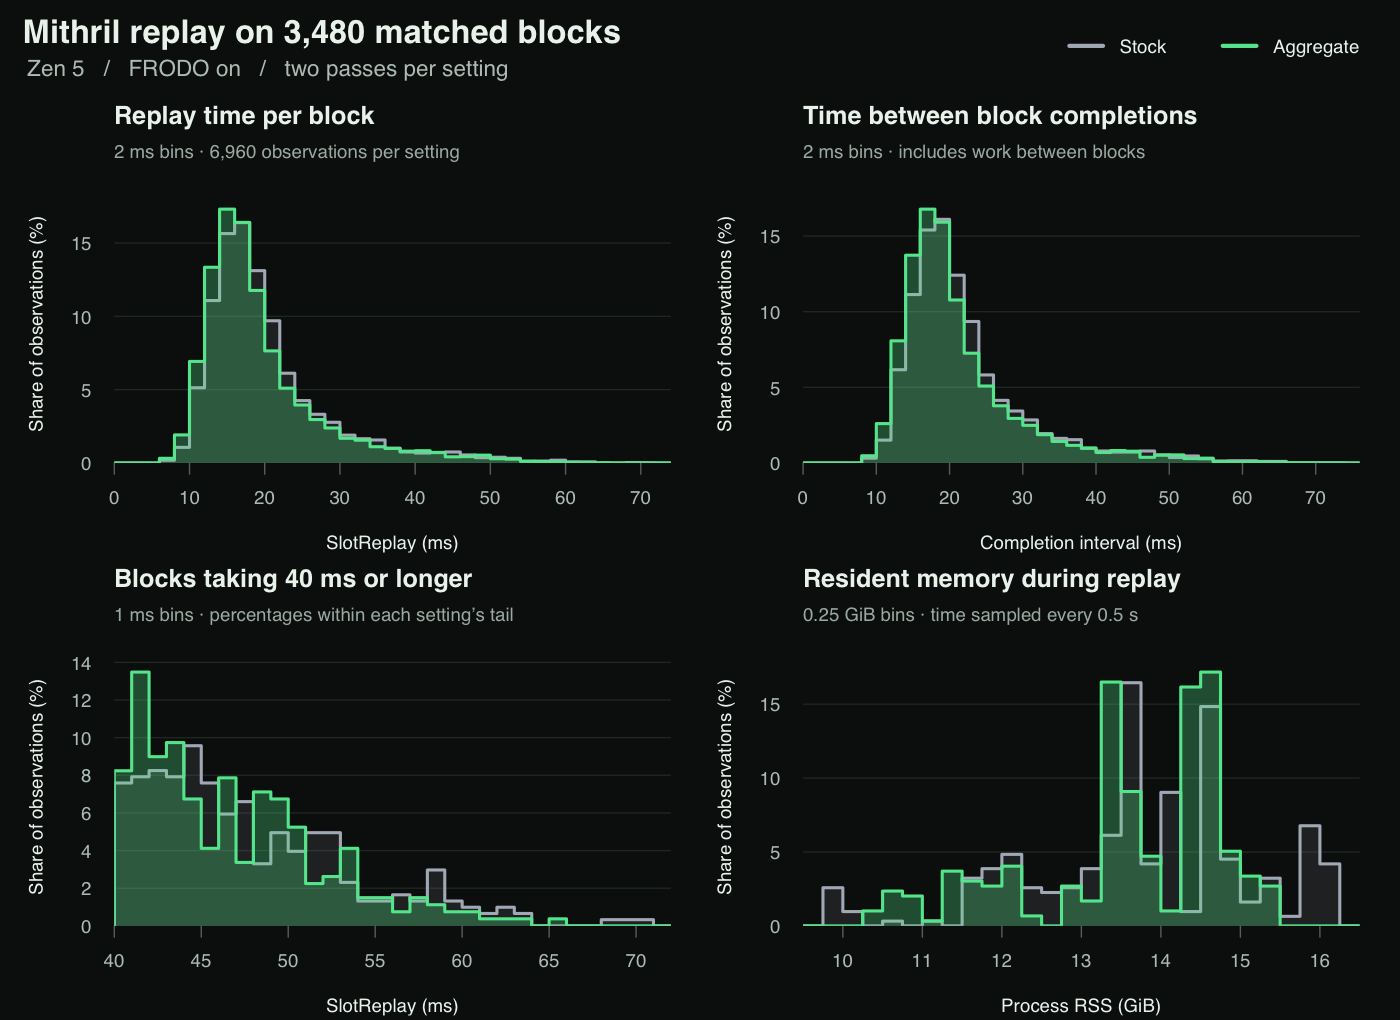 Mithril replay on 3,480 matched blocks
Zen 5 / FRODO on / two passes per setting
Stock
Aggregate
Replay time per block
2 ms bins · 6,960 observations per setting
Share of observations (%)
15
10
5
0
0 10 20 30 40 50 60 70
SlotReplay (ms)
Time between block completions
2 ms bins · includes work between blocks
Share of observations (%)
15
10
5
0
0 10 20 30 40 50 60 70
Completion interval (ms)
Blocks taking 40 ms or longer
1 ms bins · percentages within each setting’s tail
Share of observations (%)
14
12
10
8
6
4
2
0
40 45 50 55 60 65 70
SlotReplay (ms)
Resident memory during replay
0.25 GiB bins · time sampled every 0.5 s
Share of observations (%)
15
10
5
0
10 11 12 13 14 15 16
Process RSS (GiB)